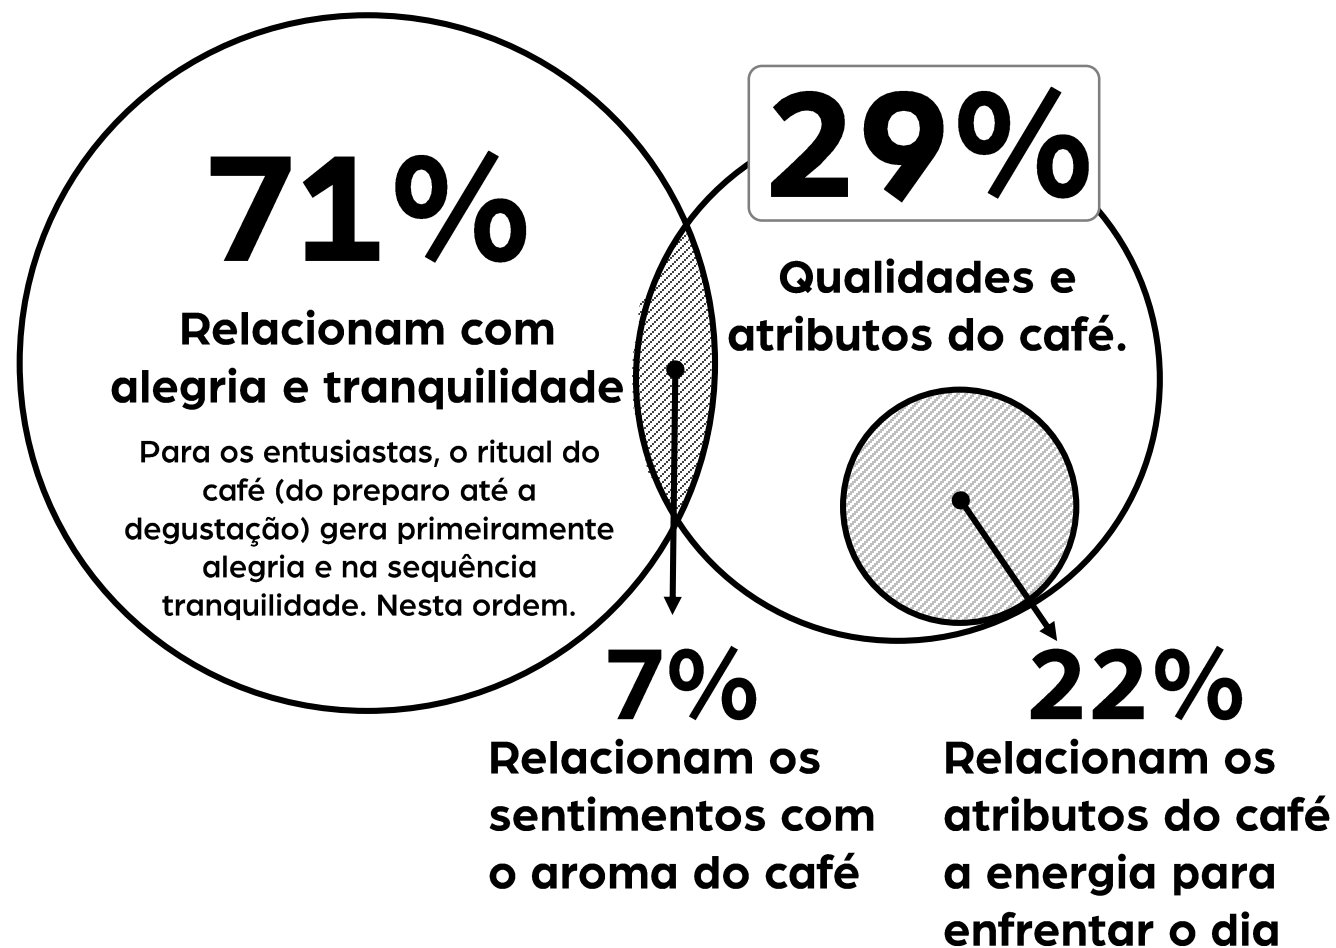 71%
Relacionam com
alegria e tranquilidade
Para os entusiastas, o ritual do
café (do preparo até a
degustação) gera primeiramente
alegria e na sequência
tranquilidade. Nesta ordem.
29%
Qualidades e
atributos do café.
7%
Relacionam os
sentimentos com
o aroma do café
22%
Relacionam os
atributos do café
a energia para
enfrentar o dia